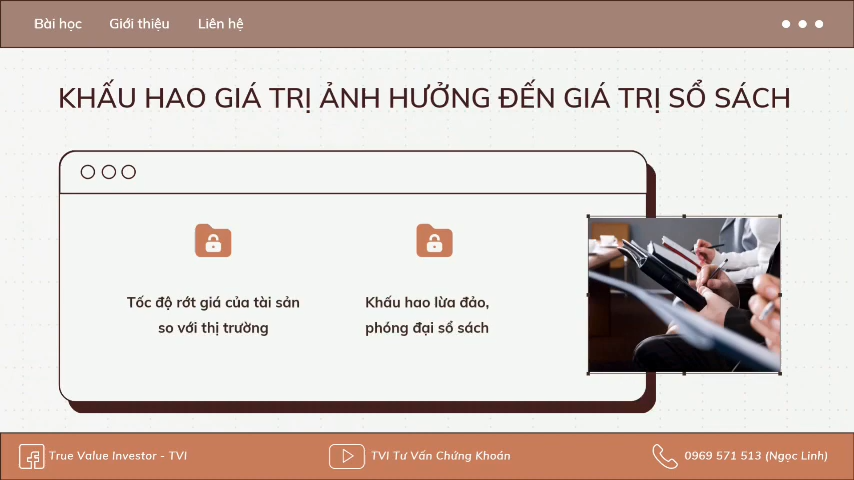 Bài học Giới thiệu Liên hệ
KHẤU HAO GIÁ TRỊ ẢNH HƯỞNG ĐẾN GIÁ TRỊ SỔ SÁCH
Tốc độ rớt giá của tài sản
so với thị trường
Khấu hao lừa đảo,
phóng đại sổ sách
True Value Investor - TVI
TVI Tư Vấn Chứng Khoán
0969 571 513 (Ngọc Linh)